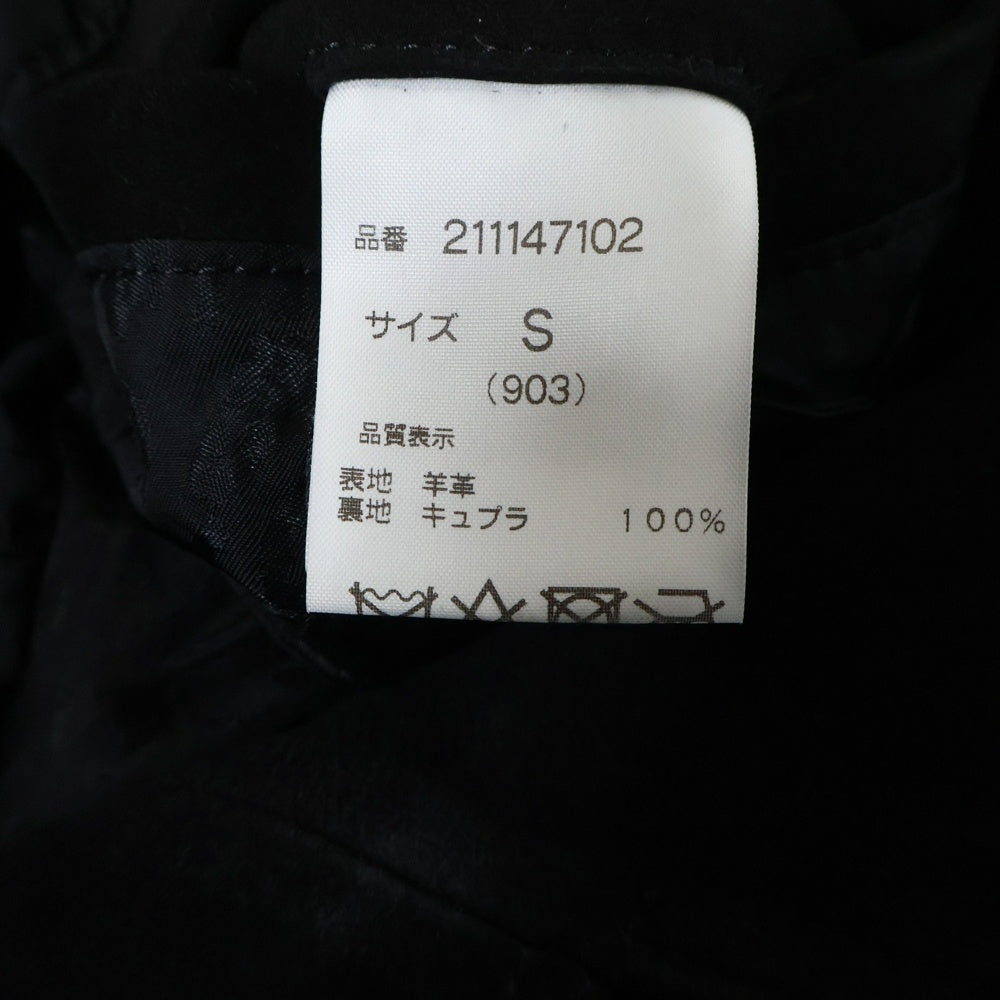 品番 211147102
サイズ S
(903)
品質表示
表地 羊革
裏地 キュプラ 100%